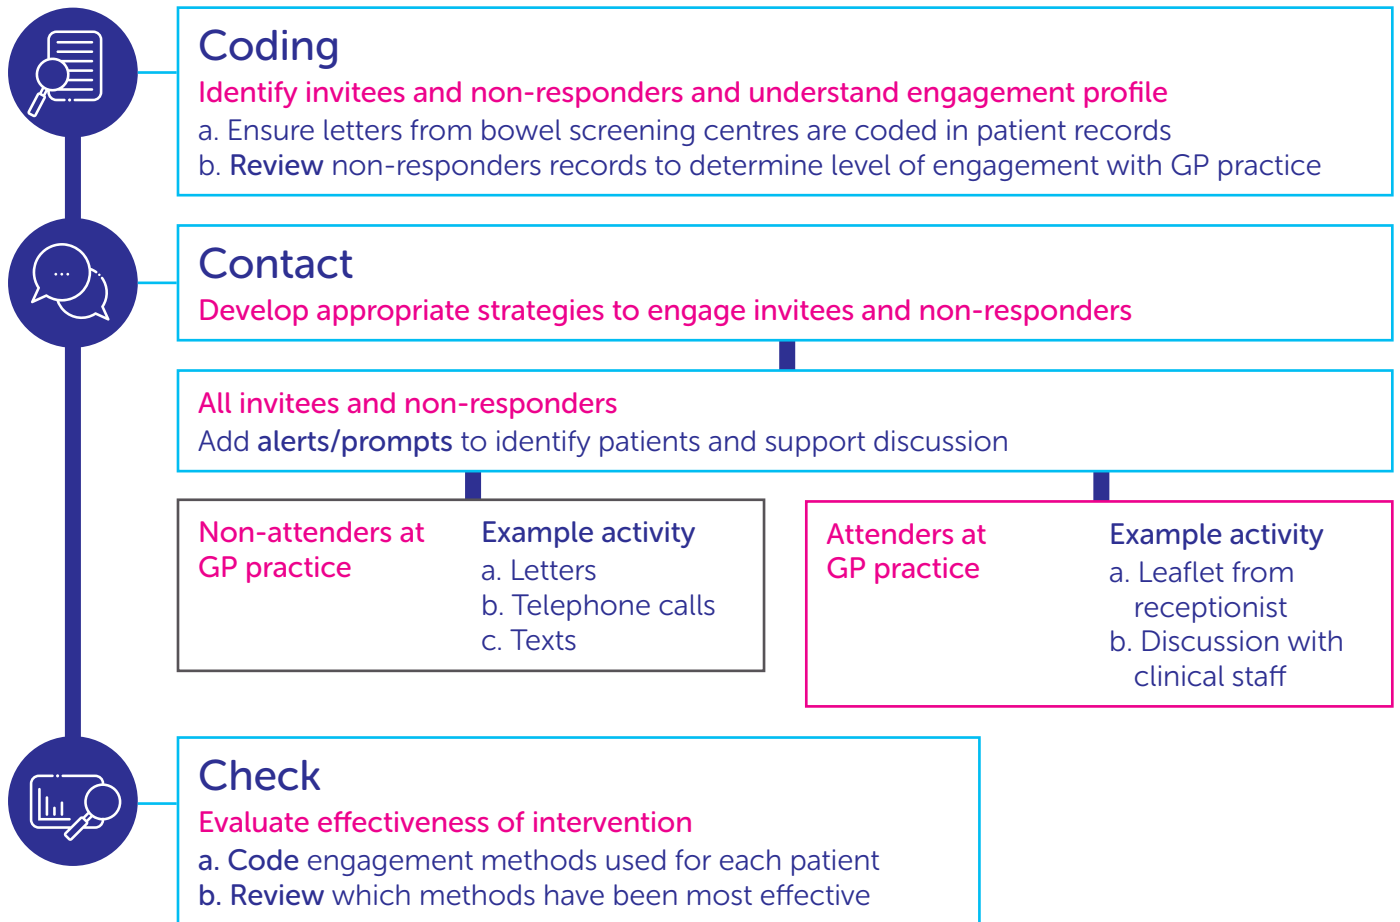 Coding
Identify invitees and non-responders and understand engagement profile
a. Ensure letters from bowel screening centres are coded in patient records
b. Review non-responders records to determine level of engagement with GP practice
Contact
Develop appropriate strategies to engage invitees and non-responders
All invitees and non-responders
Add alerts/prompts to identify patients and support discussion
Non-attenders at
GP practice
Example activity
a. Letters
b. Telephone calls
c. Texts
Attenders at
GP practice
Example activity
a. Leaflet from
receptionist
b. Discussion with
clinical staff
Check
Evaluate effectiveness of intervention
a. Code engagement methods used for each patient
b. Review which methods have been most effective